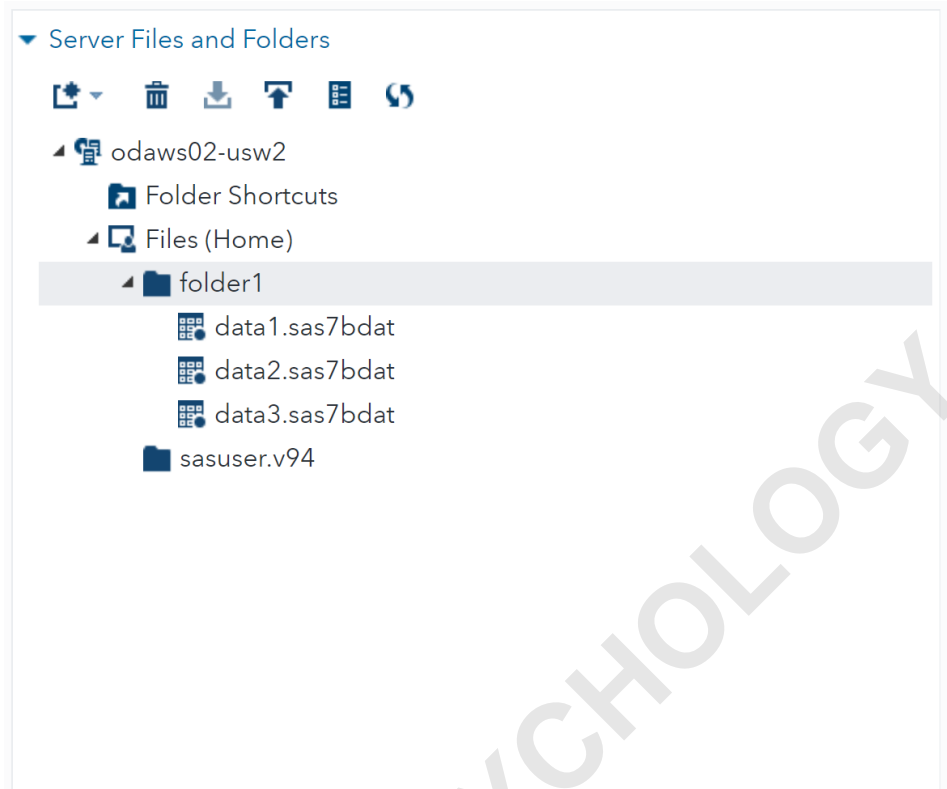 Server Files and Folders
odaws02-usw2
Folder Shortcuts
Files (Home)
folder1
data1.sas7bdat
data2.sas7bdat
data3.sas7bdat
sasuser.v94
YCHOLOGY